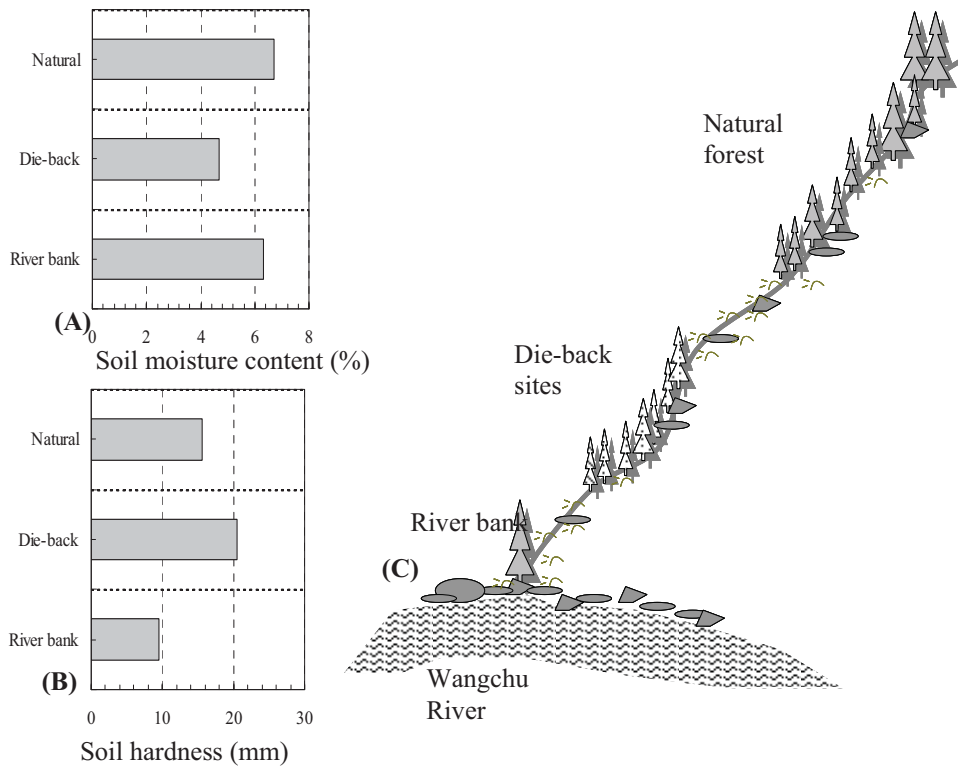 Natural
Die-back
River bank
(A)
0 2 4 6 8
Soil moisture content (%)
Natural
Die-back
River bank
(B)
0 10 20 30
Soil hardness (mm)
Natural
forest
Die-back
sites
River bank
(C)
Wangchu
River